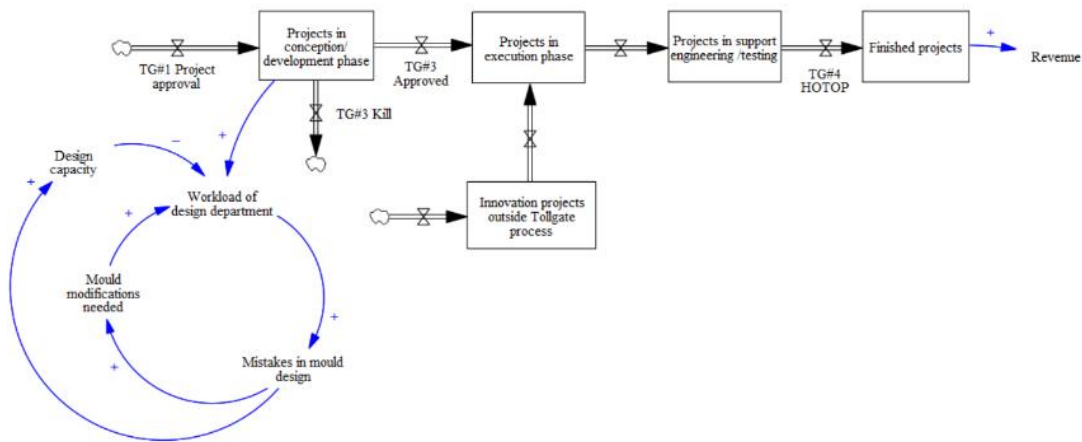 Projects in
conception/
development phase
TG#1 Project
approval
TG#3
Approved
TG#3 Kill
Projects in
execution phase
Projects in support
engineering /testing
TG#4
HOTOP
Finished projects
+
Revenue
Innovation projects
outside Tollgate
process
Design
capacity
−
+
+
Workload of
design department
+
Mould
modifications
needed
+
Mistakes in mould
design
+